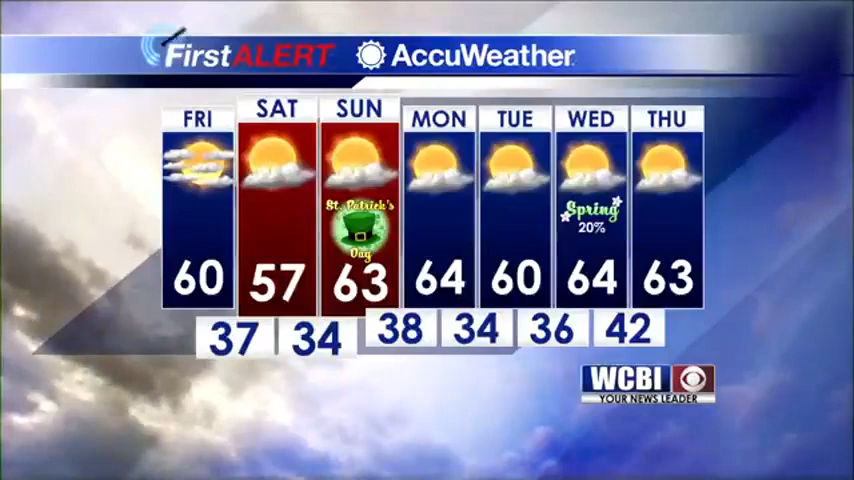 FirstALERT AccuWeather
FRI SAT SUN MON TUE WED THU
St. Patrick's
Day
Spring
20%
60 57 63 64 60 64 63
37 34 38 34 36 42
WCBI
YOUR NEWS LEADER